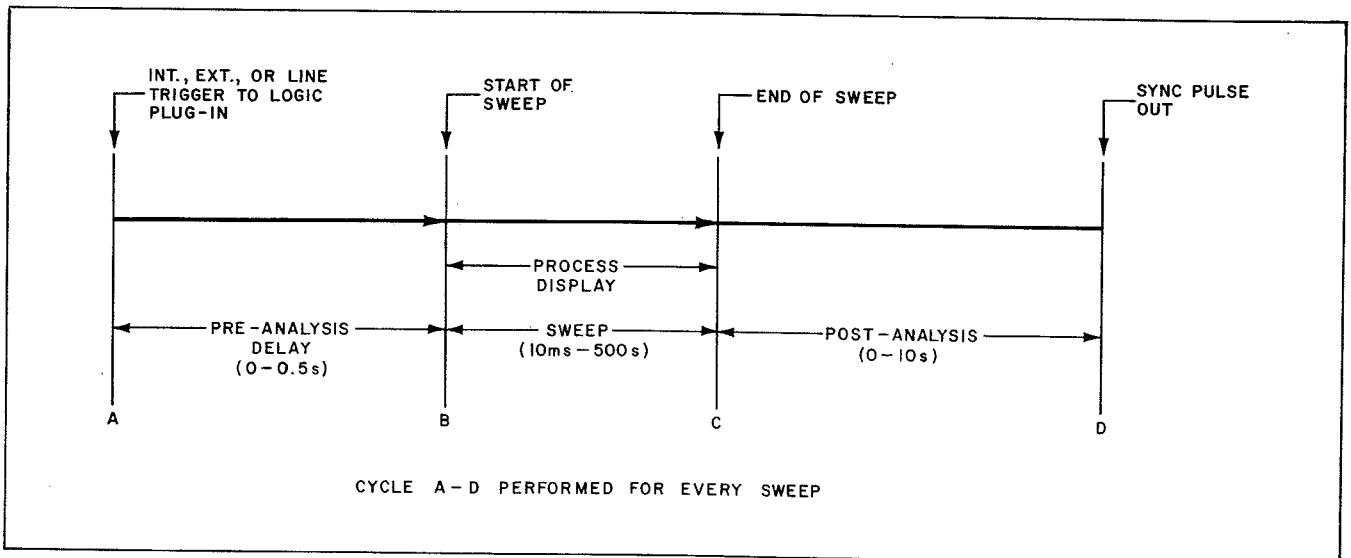 INT., EXT., OR LINE
TRIGGER TO LOGIC
PLUG-IN
START OF
SWEEP
END OF SWEEP
SYNC PULSE
OUT
PROCESS
DISPLAY
PRE-ANALYSIS
DELAY
(0-0.5s)
SWEEP
(10ms-500s)
POST-ANALYSIS
(0-10s)
A
B
C
D
CYCLE A-D PERFORMED FOR EVERY SWEEP